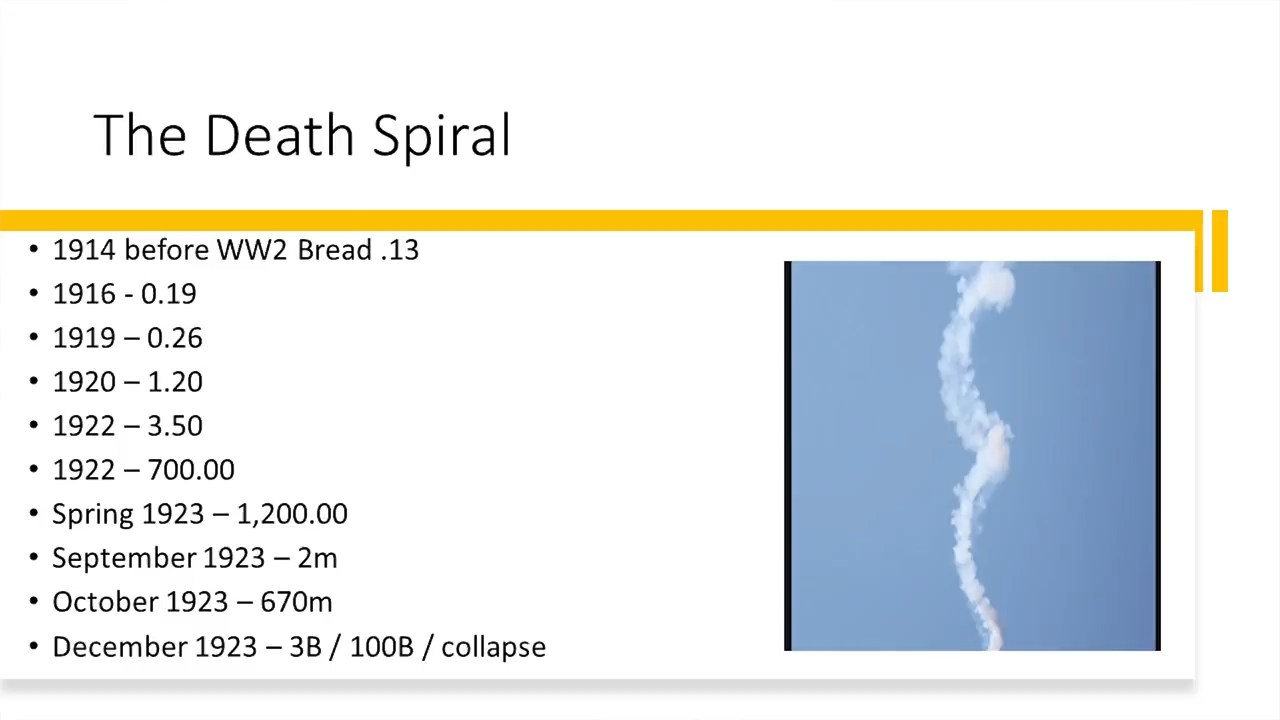 The Death Spiral
• 1914 before WW2 Bread .13
• 1916 - 0.19
• 1919 – 0.26
• 1920 – 1.20
• 1922 – 3.50
• 1922 – 700.00
• Spring 1923 – 1,200.00
• September 1923 – 2m
• October 1923 – 670m
• December 1923 – 3B / 100B / collapse